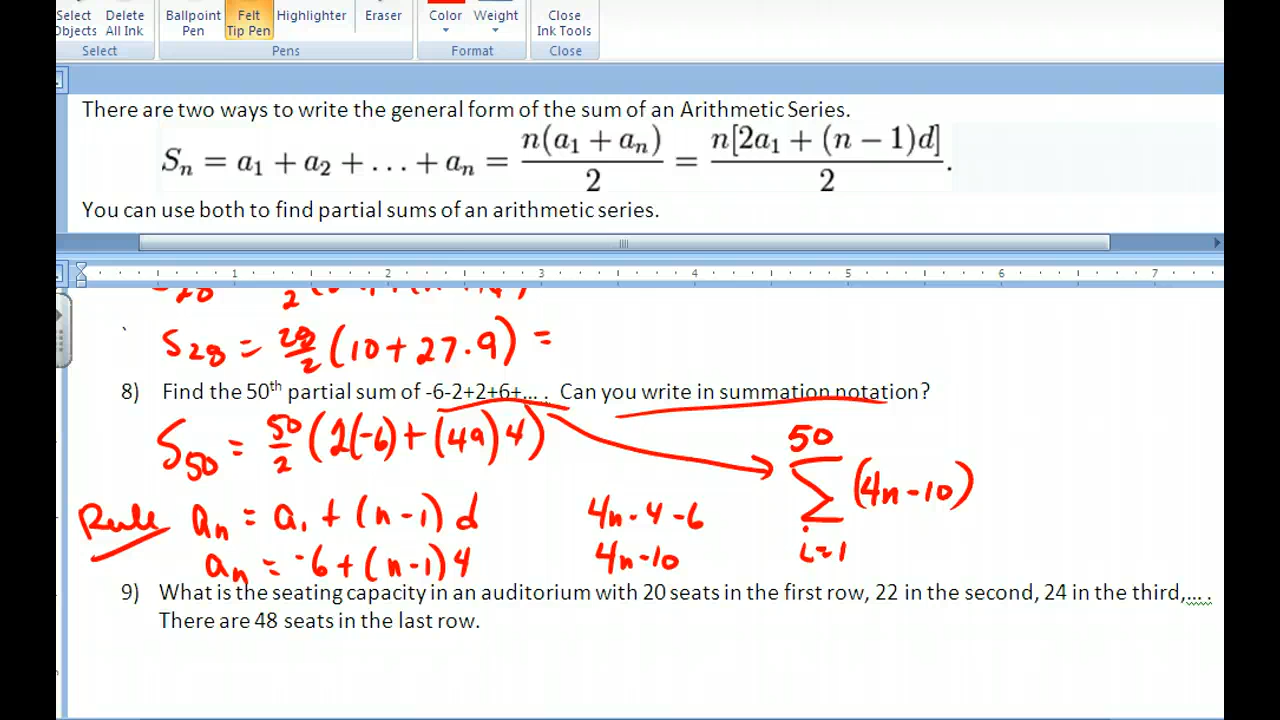 Select Objects
Delete All Ink
Ballpoint Pen
Felt Tip Pen
Highlighter
Eraser
Color
Weight
Close Ink Tools
Select
Pens
Format
Close
There are two ways to write the general form of the sum of an Arithmetic Series.
Sₙ = a₁ + a₂ + . . . + aₙ = n(a₁ + aₙ)/2 = n[2a₁ + (n − 1)d]/2.
You can use both to find partial sums of an arithmetic series.
1 2 3 4 5 6 7
S₂₈ = 28/2 (10 + 27·9) =
8) Find the 50th partial sum of -6-2+2+6+... . Can you write in summation notation?
S₅₀ = 50/2 (2(-6) + (49)4)
50
∑ (4n-10)
i=1
Rule aₙ = a₁ + (n-1)d
4n-4-6
aₙ = -6 + (n-1)4
4n-10
9) What is the seating capacity in an auditorium with 20 seats in the first row, 22 in the second, 24 in the third,... .
There are 48 seats in the last row.